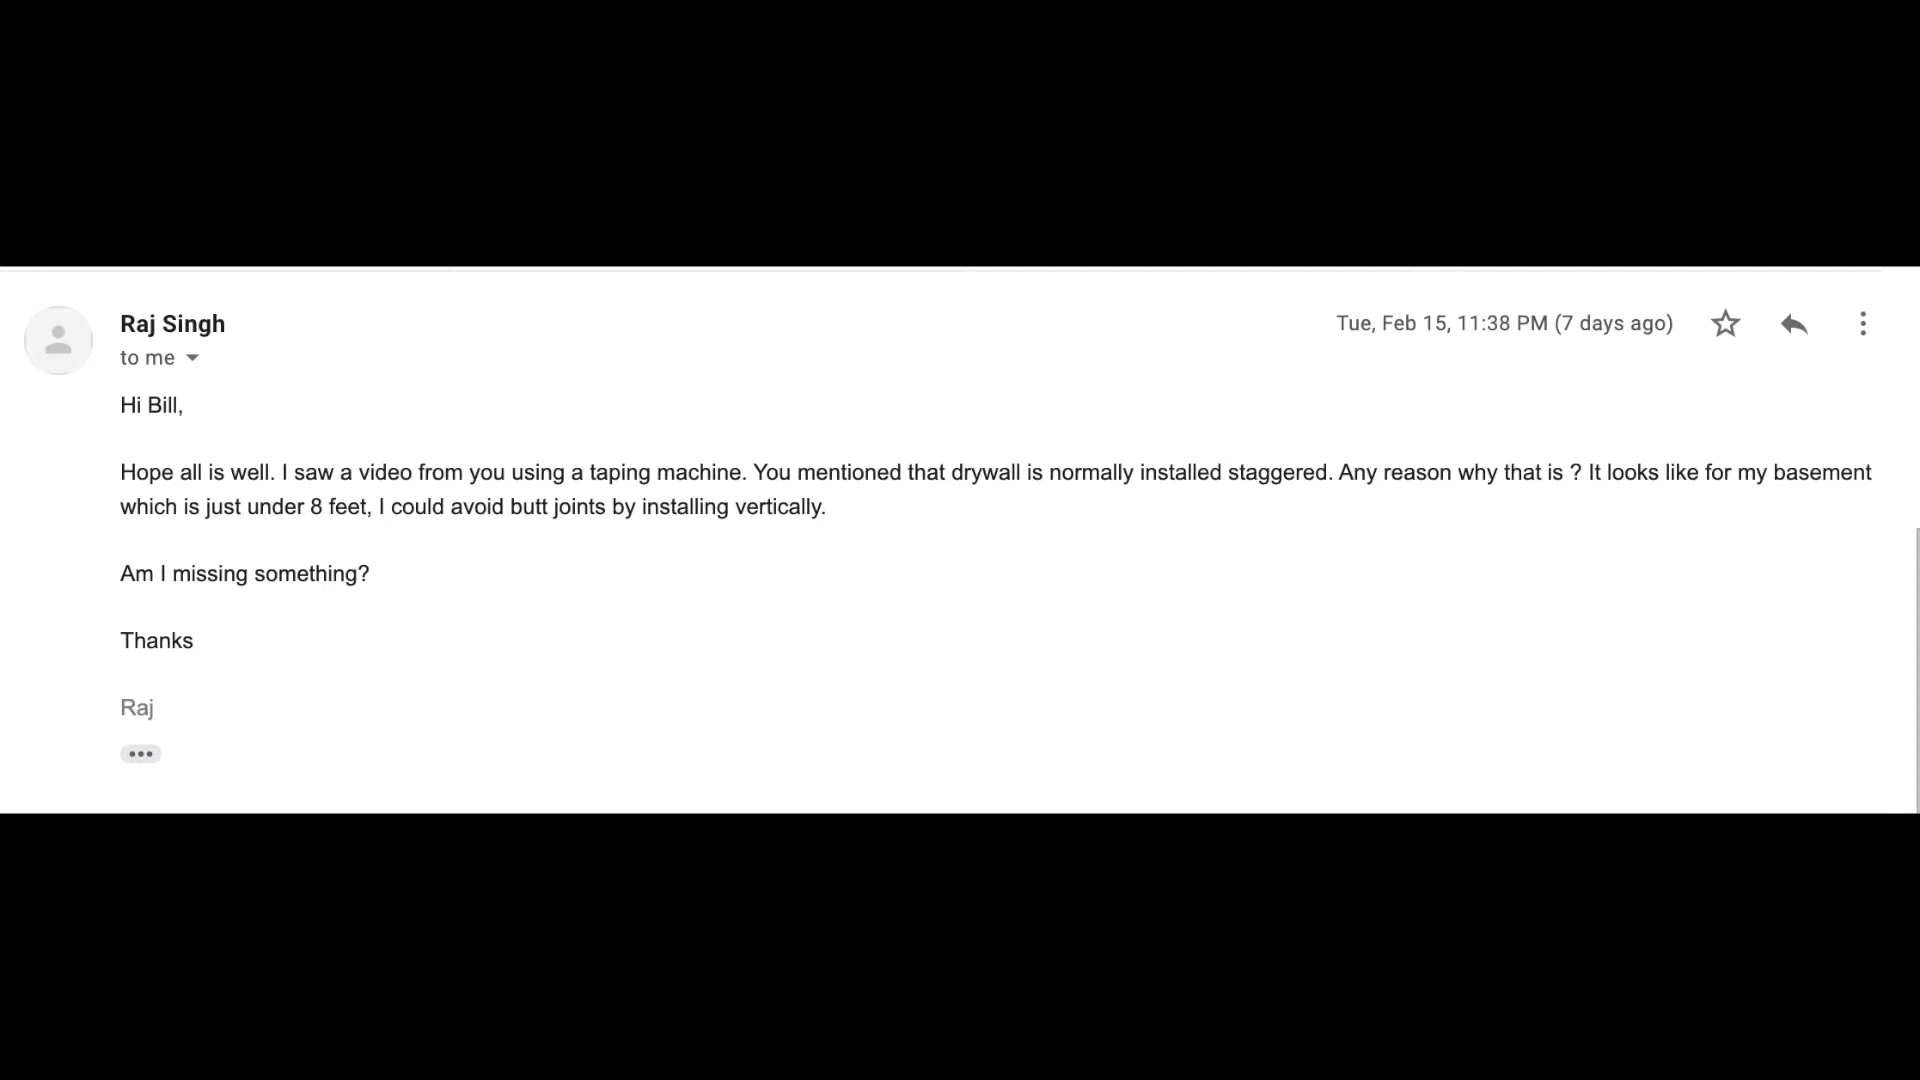 Raj Singh
Tue, Feb 15, 11:38 PM (7 days ago)
to me
Hi Bill,
Hope all is well. I saw a video from you using a taping machine. You mentioned that drywall is normally installed staggered. Any reason why that is ? It looks like for my basement
which is just under 8 feet, I could avoid butt joints by installing vertically.
Am I missing something?
Thanks
Raj